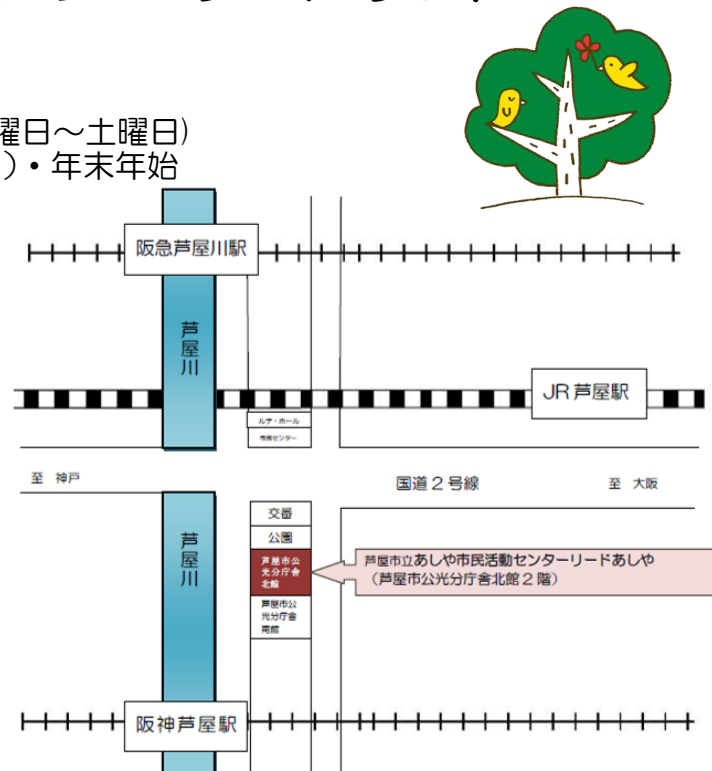 曜日～土曜日)
)・年末年始
阪急芦屋川駅
芦屋川
JR 芦屋駅
ルナ・ホール
市民センター
至 神戸
国道２号線
至 大阪
交番
公園
芦屋市公
光分庁舎
北館
芦屋市立あしや市民活動センターリードあしや
（芦屋市公光分庁舎北館２階）
芦屋川
芦屋市公
光分庁舎
南館
阪神芦屋駅